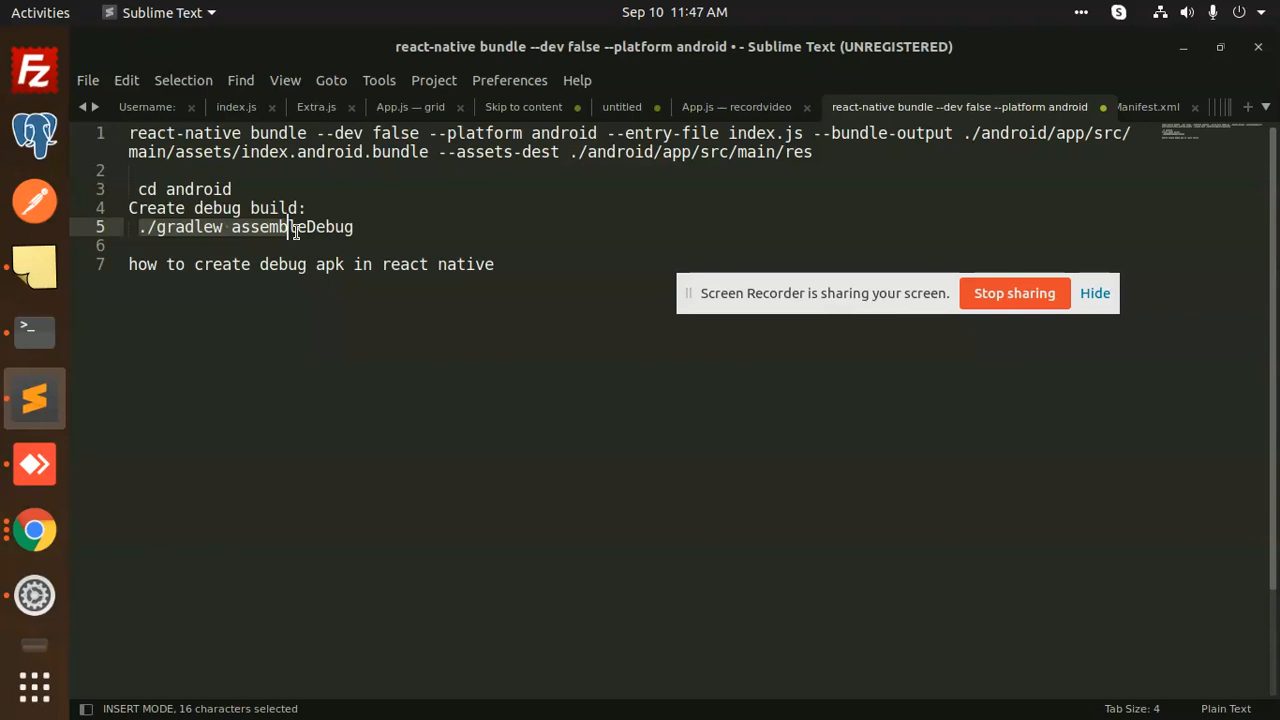 Activities Sublime Text Sep 10 11:47 AM
react-native bundle --dev false --platform android • - Sublime Text (UNREGISTERED)
File Edit Selection Find View Goto Tools Project Preferences Help
Username: index.js Extra.js App.js — grid Skip to content untitled App.js — recordvideo react-native bundle --dev false --platform android Manifest.xml
1 react-native bundle --dev false --platform android --entry-file index.js --bundle-output ./android/app/src/
main/assets/index.android.bundle --assets-dest ./android/app/src/main/res
2
3 cd android
4 Create debug build:
5 ./gradlew assembleDebug
6
7 how to create debug apk in react native
Screen Recorder is sharing your screen. Stop sharing Hide
INSERT MODE, 16 characters selected Tab Size: 4 Plain Text